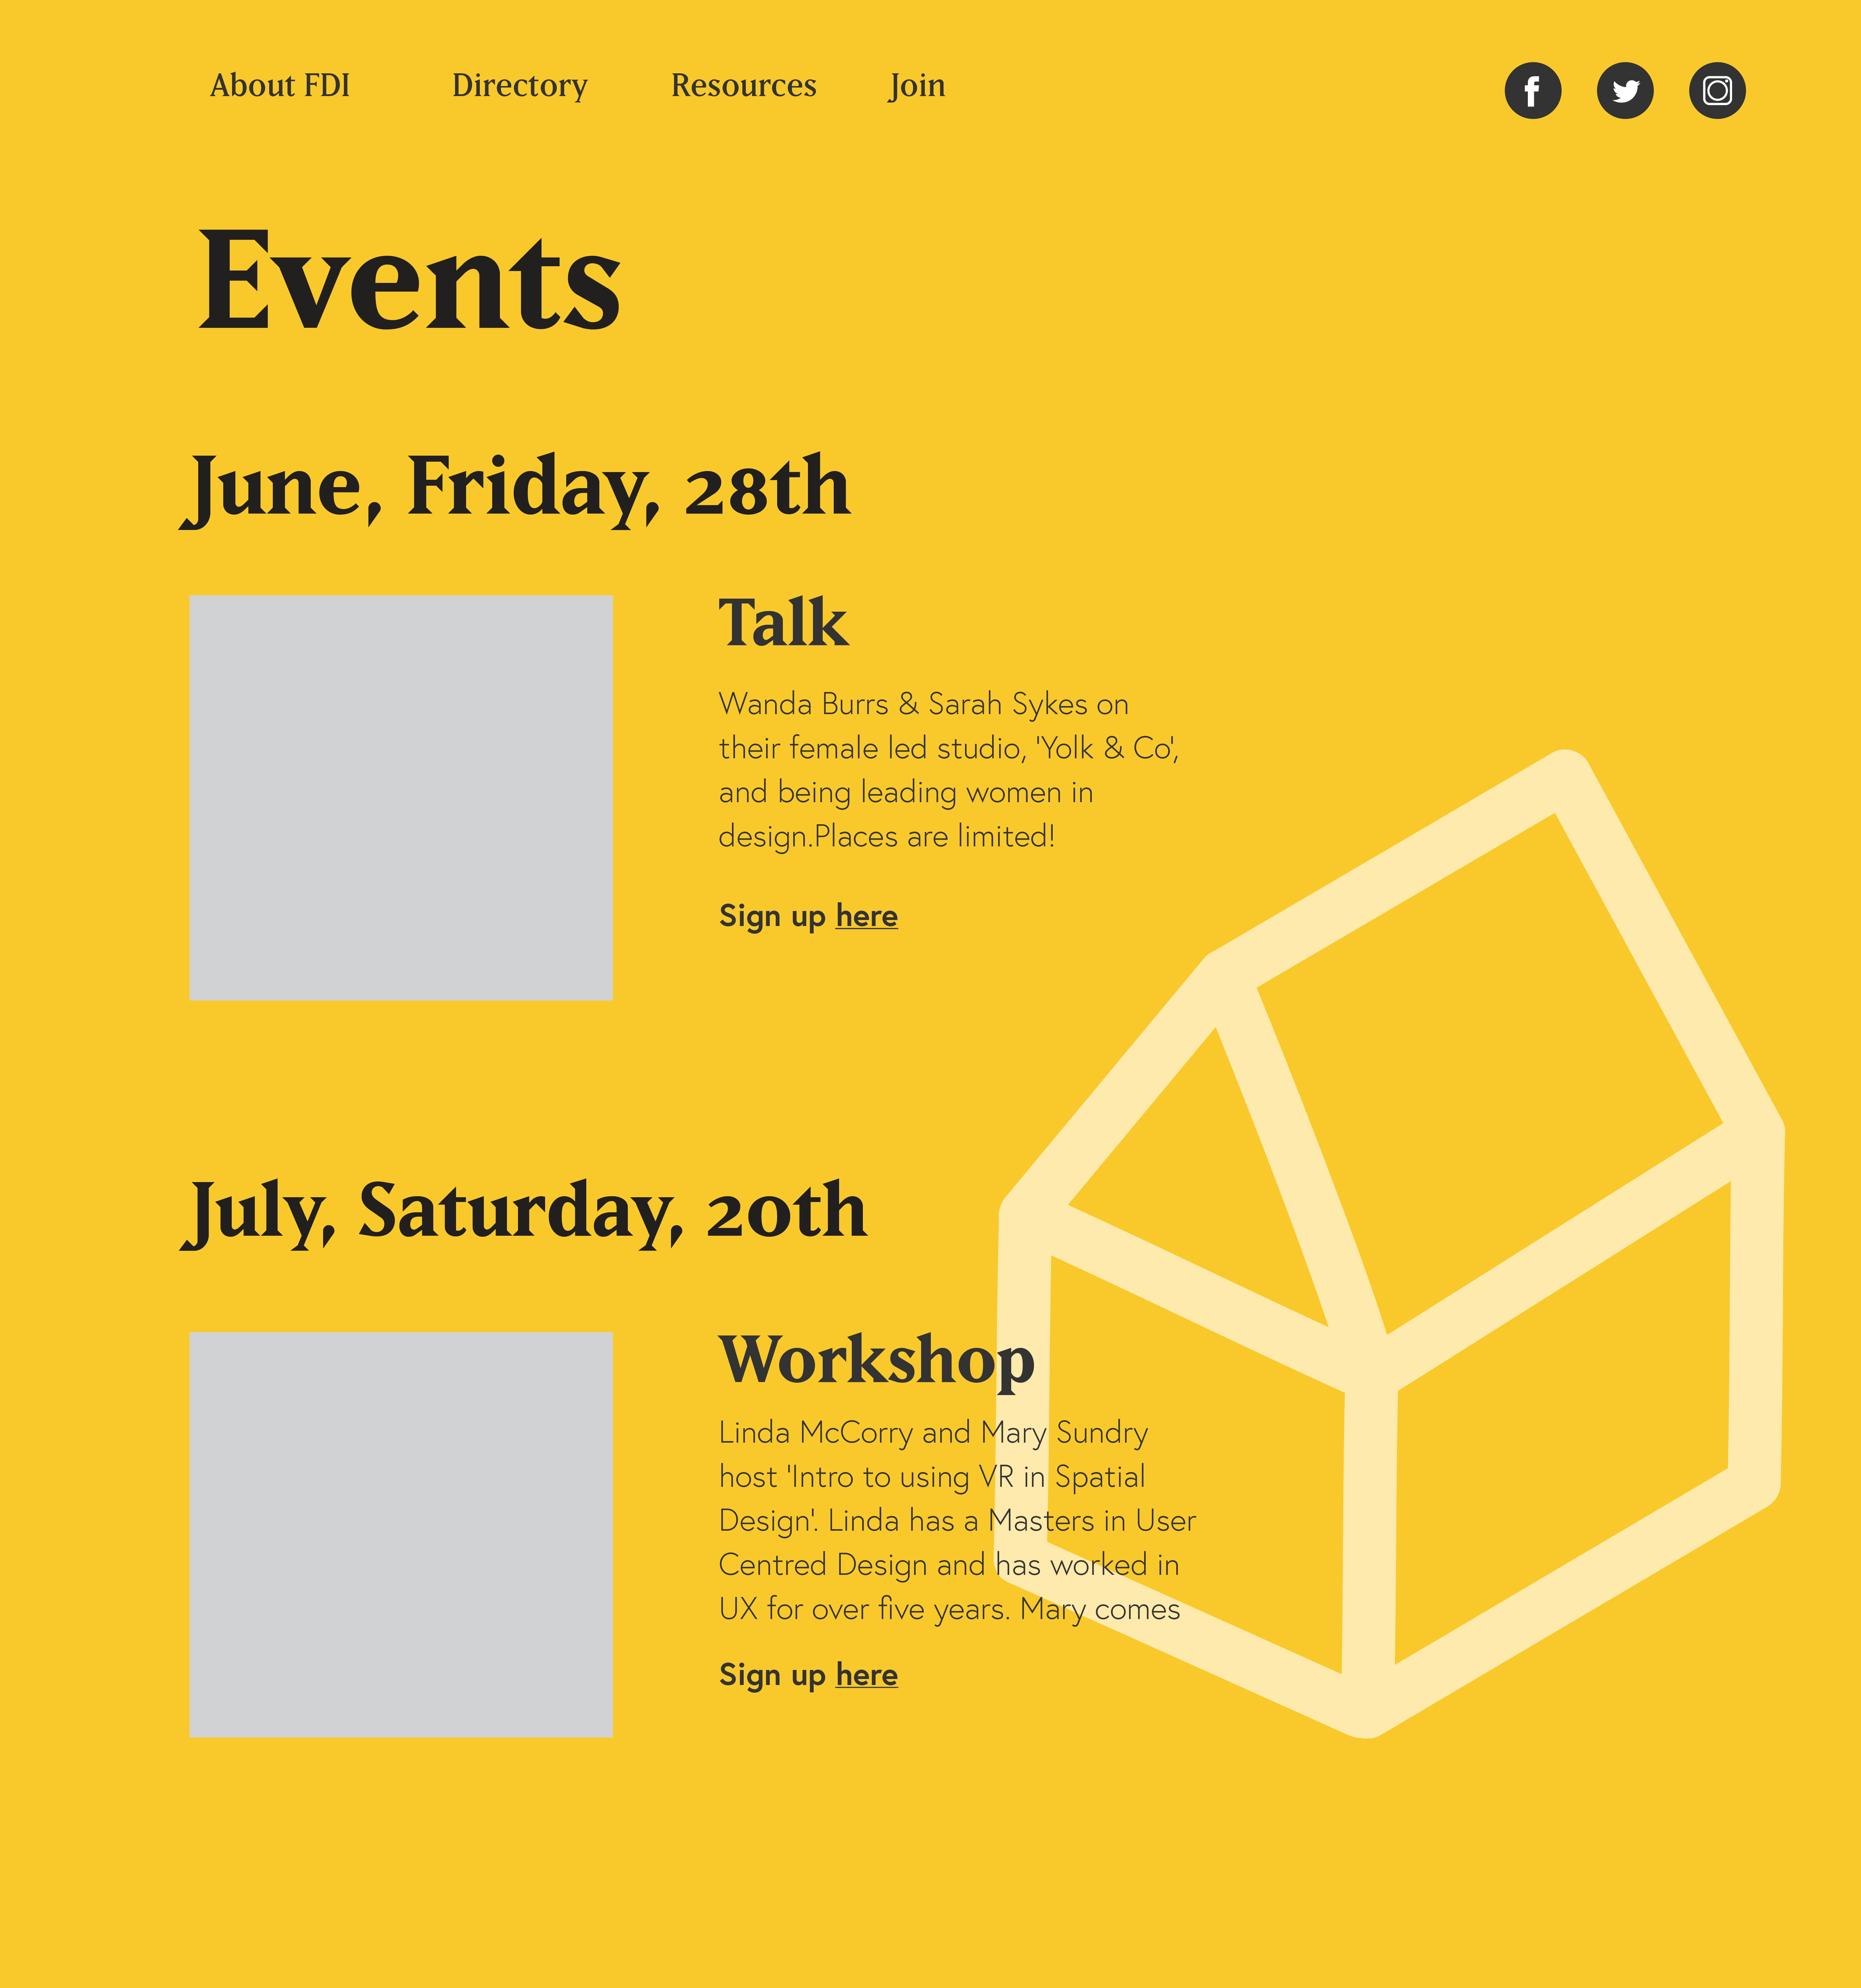 About FDI Directory Resources Join
Events
June, Friday, 28th
Talk
Wanda Burrs & Sarah Sykes on
their female led studio, 'Yolk & Co',
and being leading women in
design.Places are limited!
Sign up here
July, Saturday, 20th
Workshop
Linda McCorry and Mary Sundry
host 'Intro to using VR in Spatial
Design'. Linda has a Masters in User
Centred Design and has worked in
UX for over five years. Mary comes
Sign up here